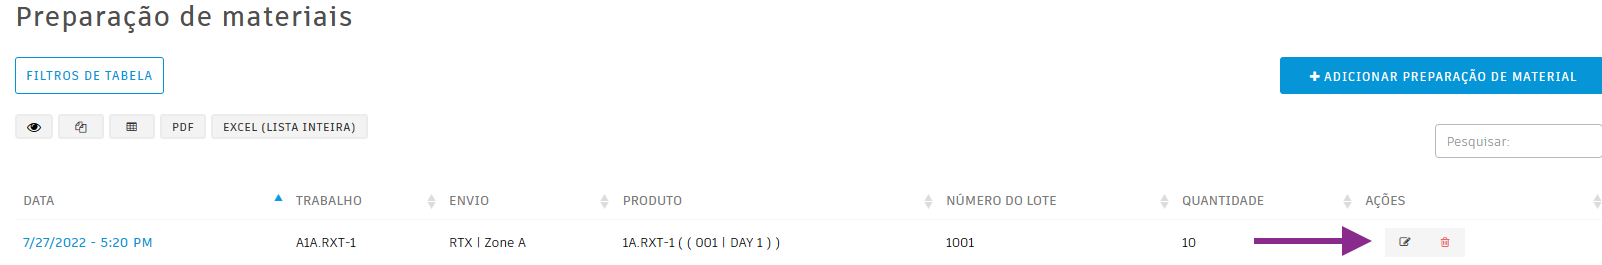 Preparação de materiais
FILTROS DE TABELA
ADICIONAR PREPARAÇÃO DE MATERIAL
PDF EXCEL (LISTA INTEIRA)
Pesquisar:
DATA TRABALHO ENVIO PRODUTO NÚMERO DO LOTE QUANTIDADE AÇÕES
7/27/2022 - 5:20 PM A1A.RXT-1 RTX | Zone A 1A.RXT-1 ( ( 001 | DAY 1 ) ) 1001 10